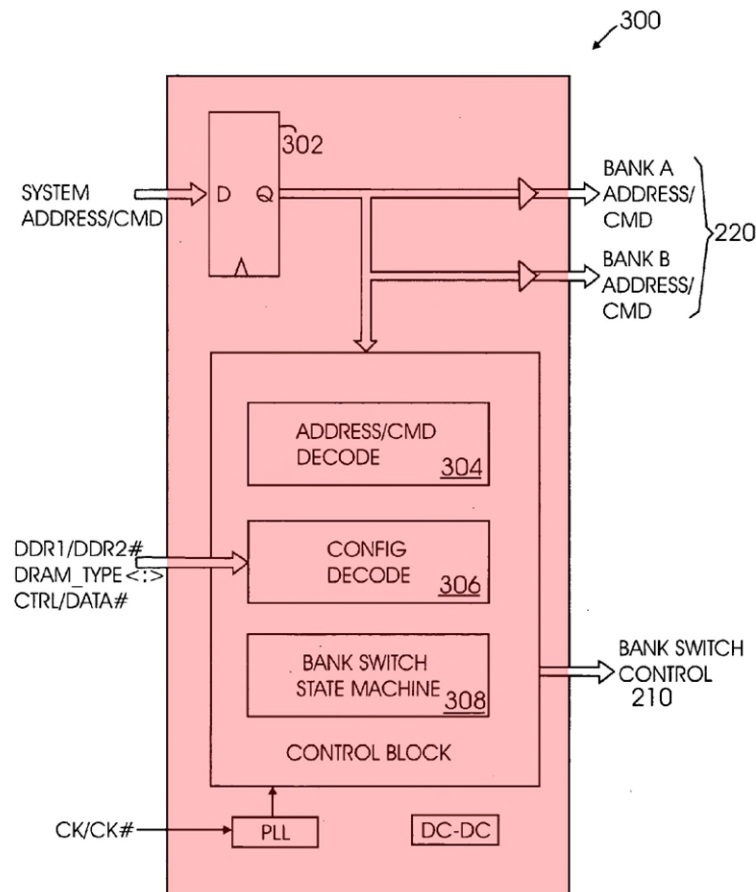 300
302
SYSTEM
ADDRESS/CMD
D Q
BANK A
ADDRESS/
CMD
220
BANK B
ADDRESS/
CMD
ADDRESS/CMD
DECODE 304
DDR1/DDR2#
DRAM_TYPE<:>
CTRL/DATA#
CONFIG
DECODE 306
BANK SWITCH
STATE MACHINE 308
BANK SWITCH
CONTROL
210
CONTROL BLOCK
CK/CK#
PLL
DC-DC